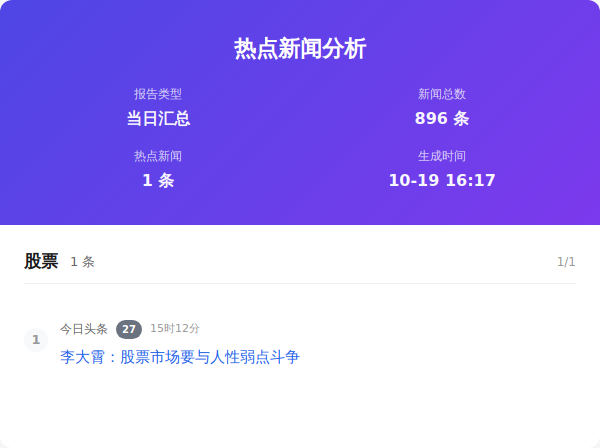 热点新闻分析
报告类型
新闻总数
当日汇总
896 条
热点新闻
生成时间
1 条
10-19 16:17
股票 1 条 1/1
1
今日头条 27 15时12分
李大霄：股票市场要与人性弱点斗争